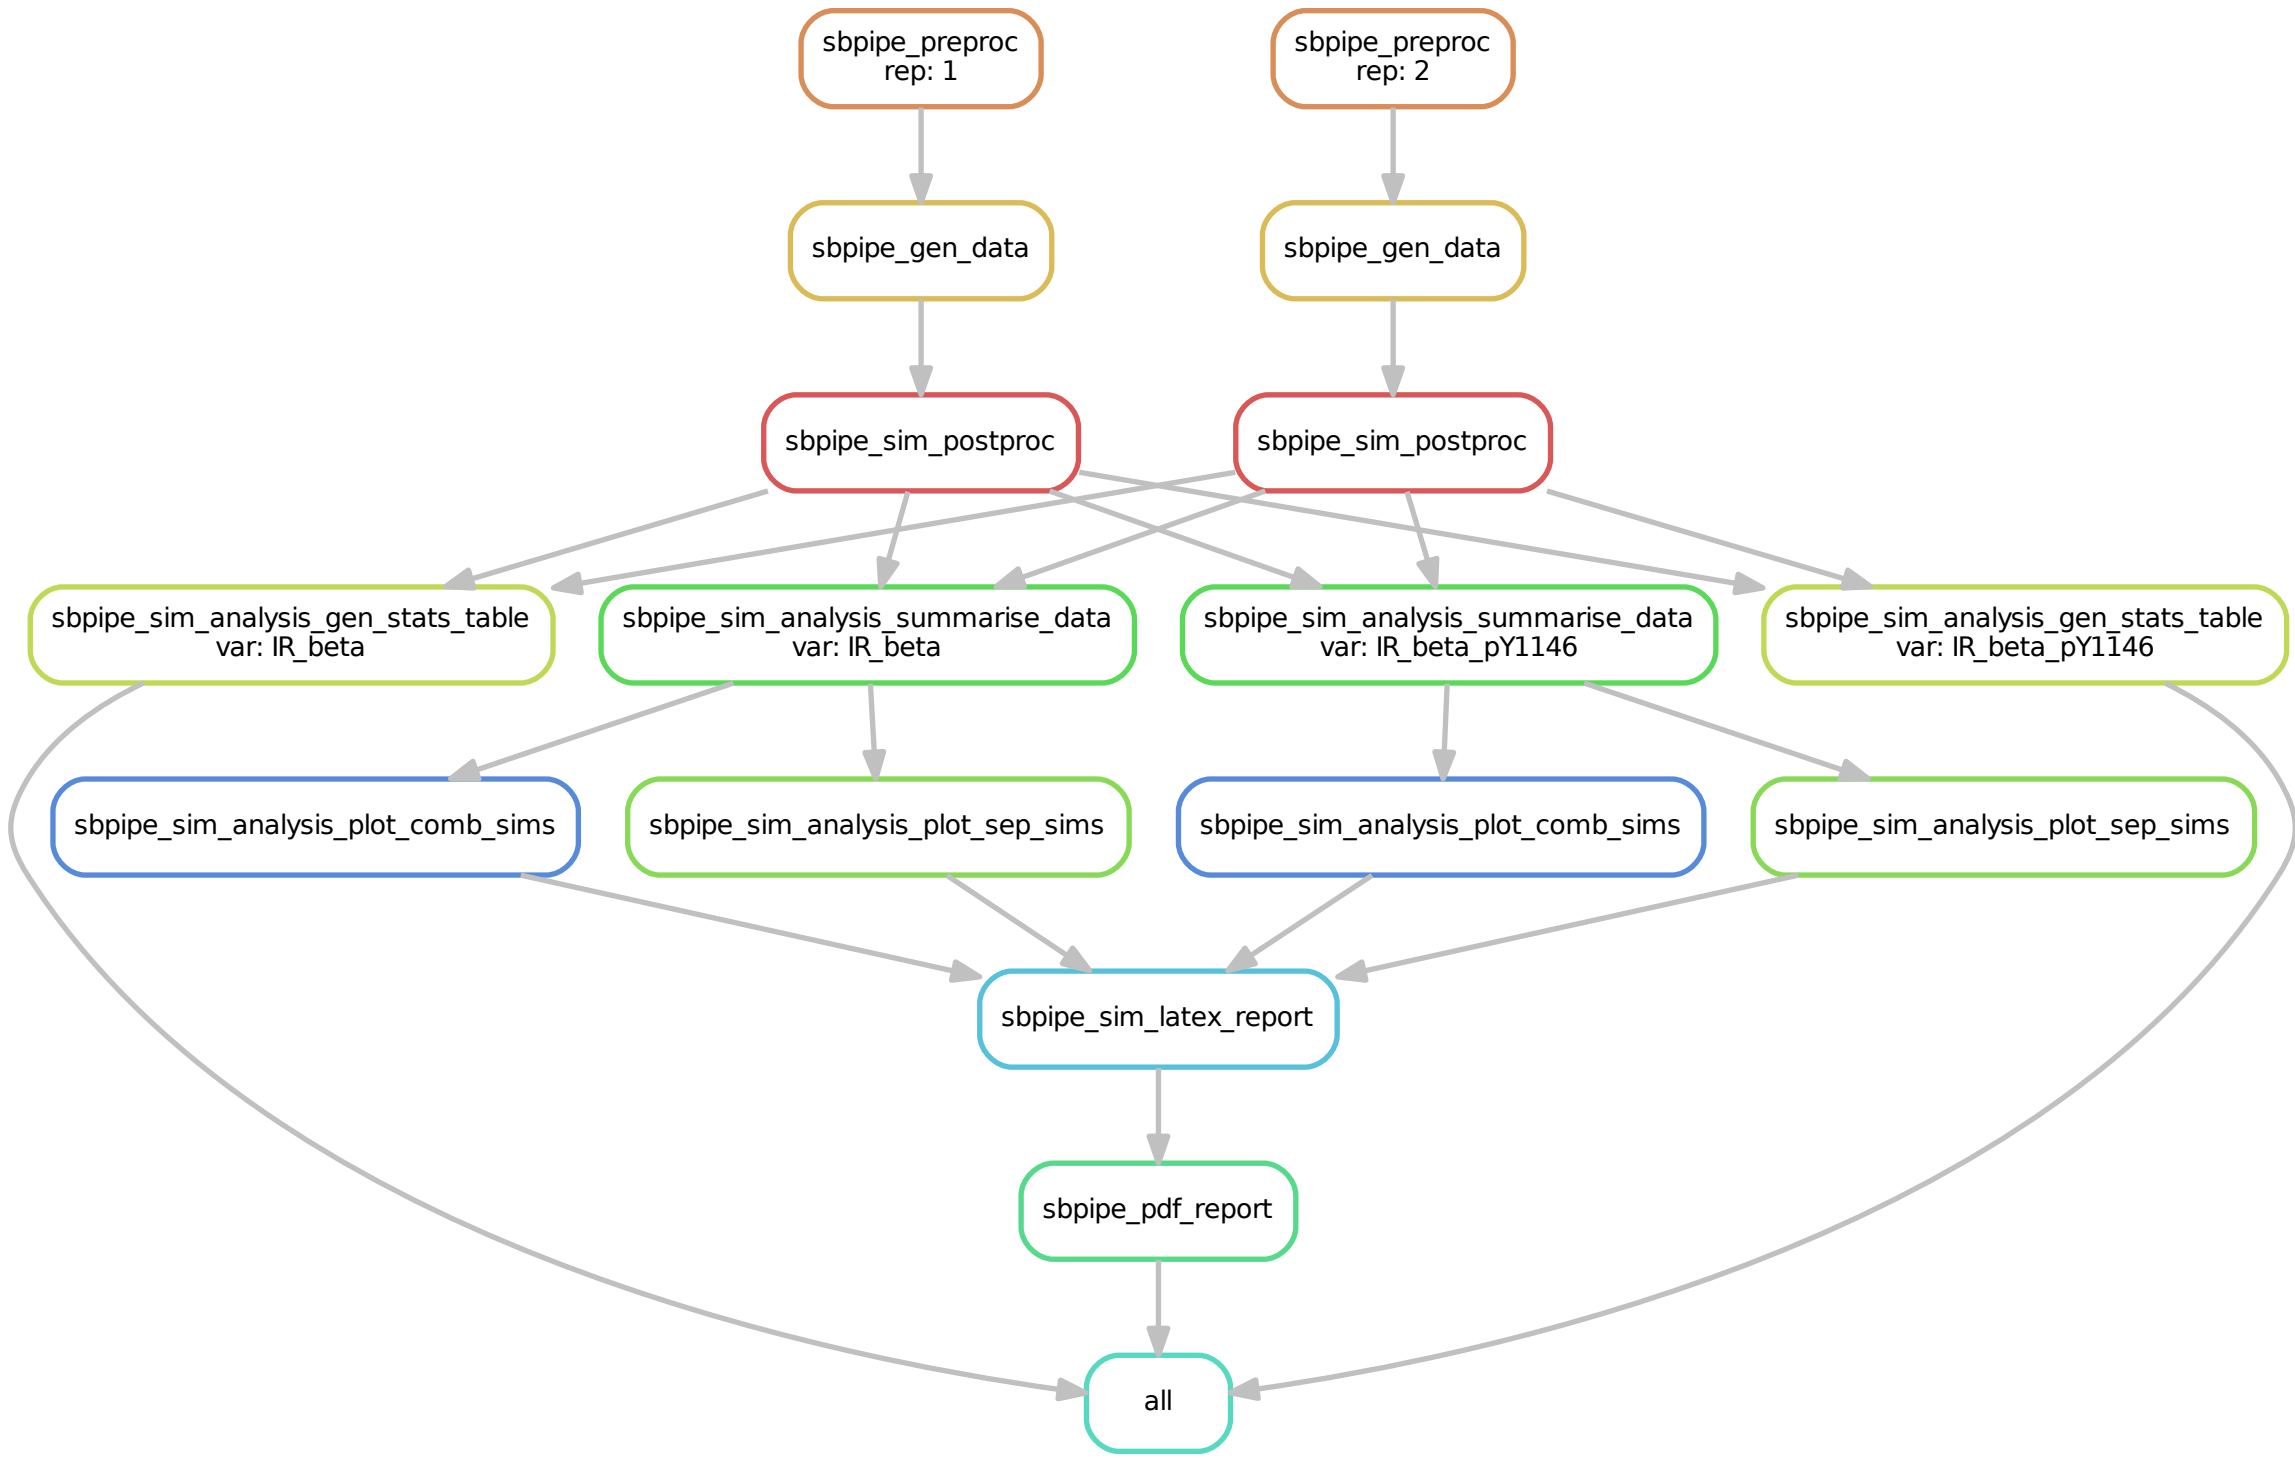 sbpipe_preproc
rep: 1
sbpipe_preproc
rep: 2
sbpipe_gen_data
sbpipe_gen_data
sbpipe_sim_postproc
sbpipe_sim_postproc
sbpipe_sim_analysis_gen_stats_table
var: IR_beta
sbpipe_sim_analysis_summarise_data
var: IR_beta
sbpipe_sim_analysis_summarise_data
var: IR_beta_pY1146
sbpipe_sim_analysis_gen_stats_table
var: IR_beta_pY1146
sbpipe_sim_analysis_plot_comb_sims
sbpipe_sim_analysis_plot_sep_sims
sbpipe_sim_analysis_plot_comb_sims
sbpipe_sim_analysis_plot_sep_sims
sbpipe_sim_latex_report
sbpipe_pdf_report
all